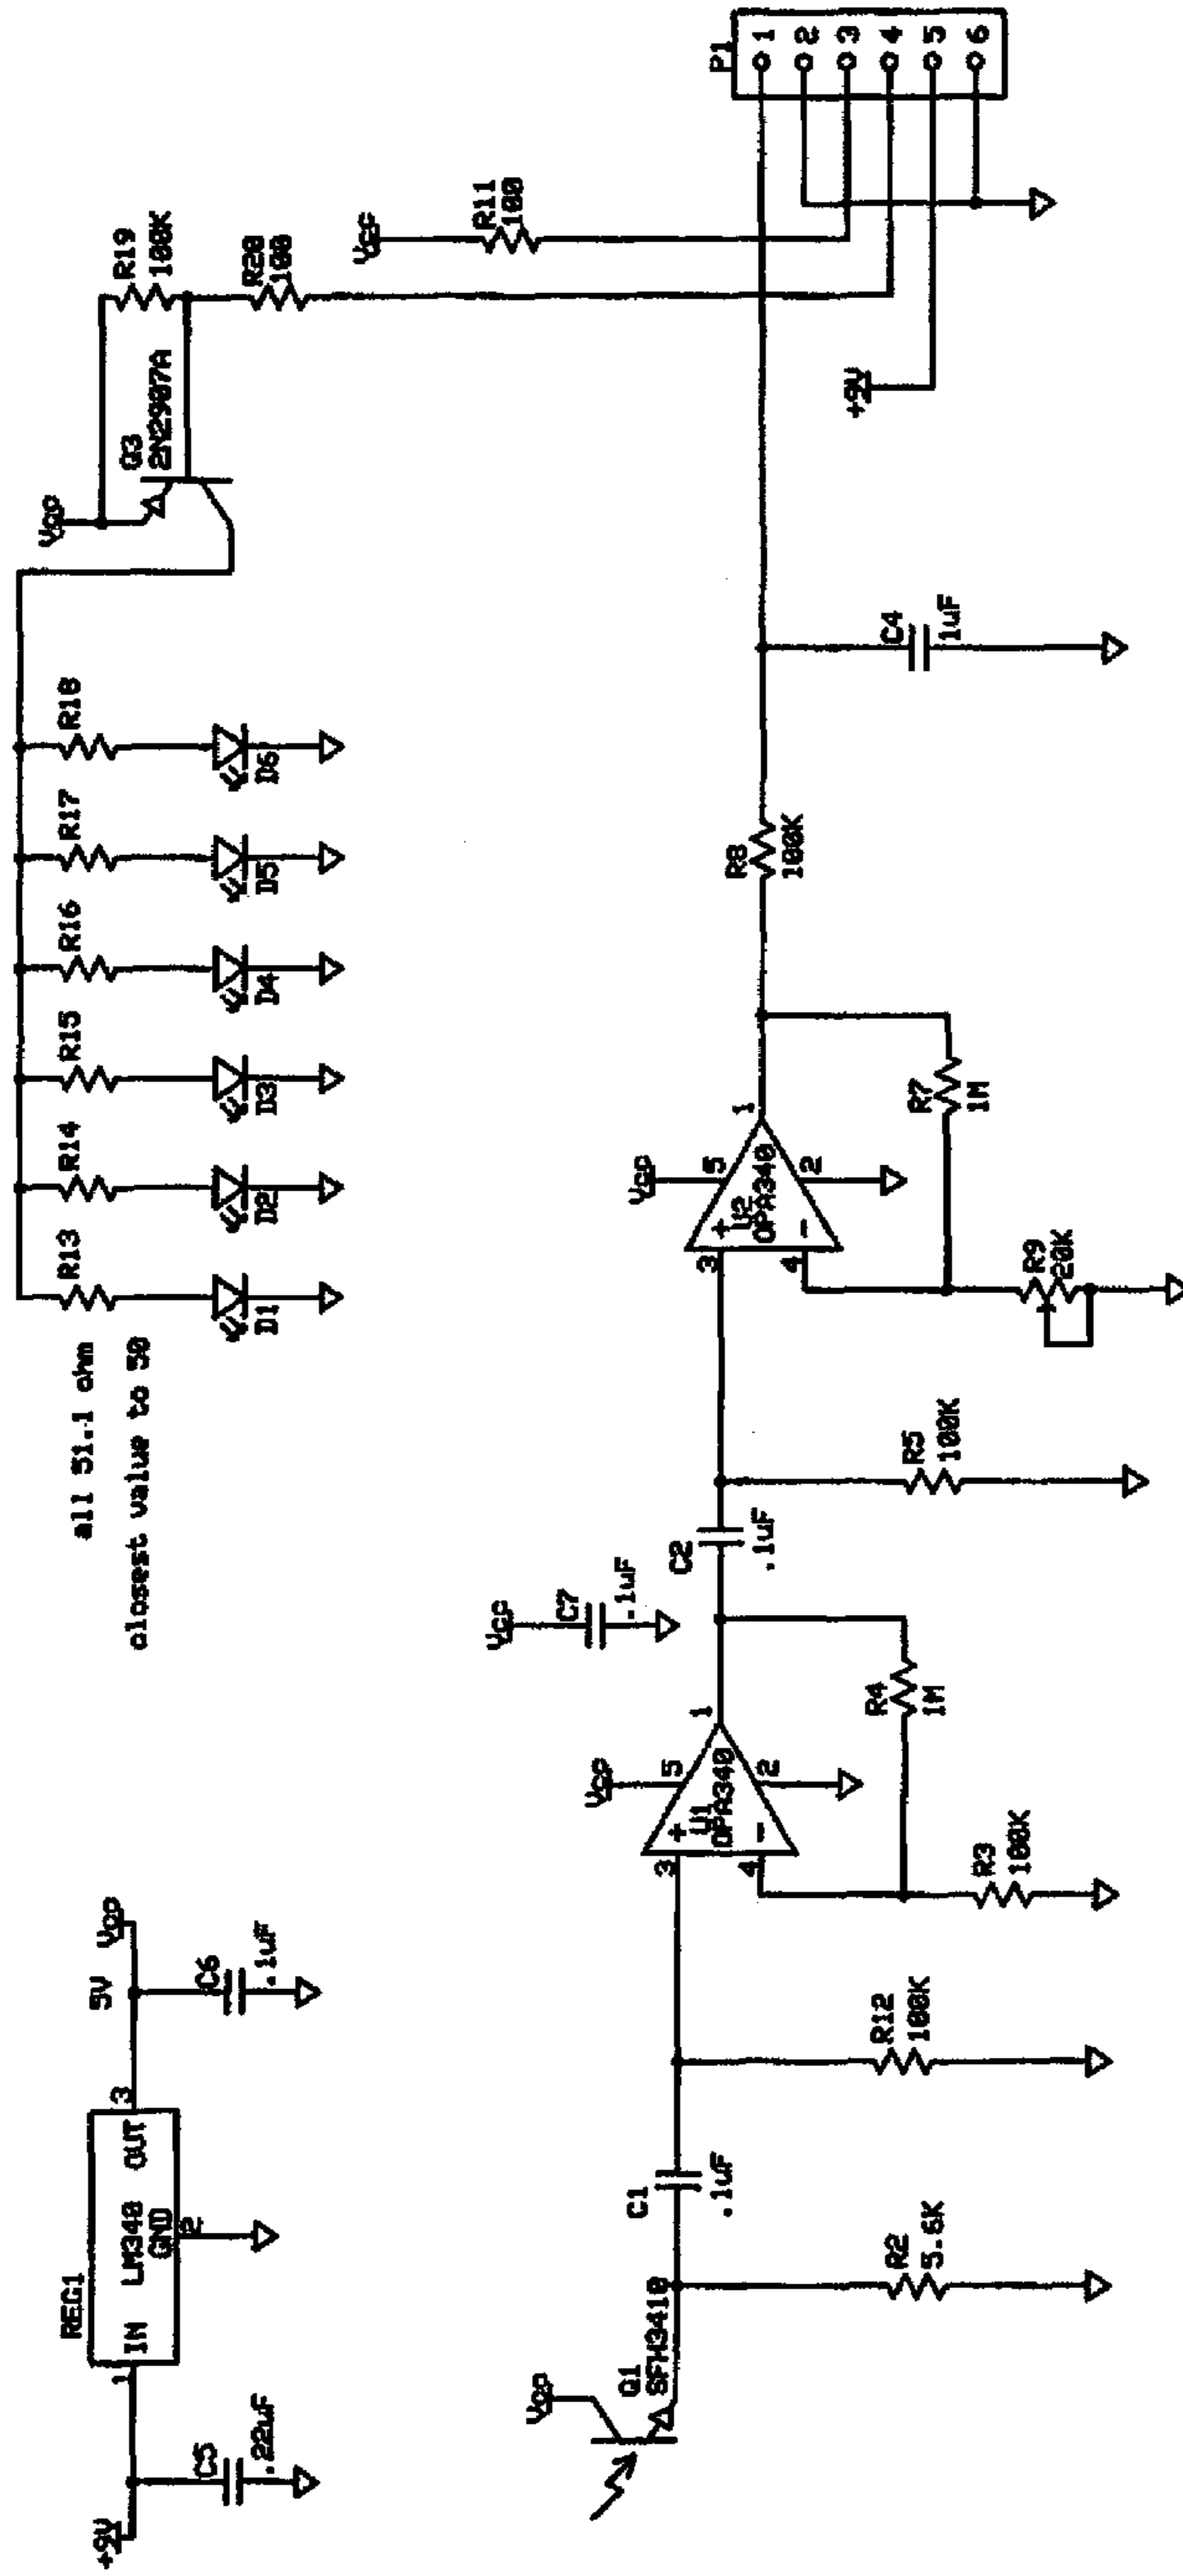 all 51.1 ohm
closest value to 50
R13
R14
R15
R16
R17
R18
D1
D2
D3
D4
D5
D6
Vcc
Q3
2N2907A
R19
100K
R20
100
Vcc
R11
100
P1
1
2
3
4
5
6
+9V
+9V
C5
.22uF
REG1
1
IN
LM340
OUT
GND
2
3
5V
Vcc
C6
.1uF
Vcc
Q1
SFH3410
R2
5.6K
C1
.1uF
R12
100K
3
4
+
-
U1
OPA340
Vcc
5
2
1
R3
100K
R4
1M
Vcc
C7
.1uF
C2
.1uF
R5
100K
3
4
+
-
U2
OPA340
Vcc
5
2
1
R9
20K
R7
1M
R8
100K
C4
1uF